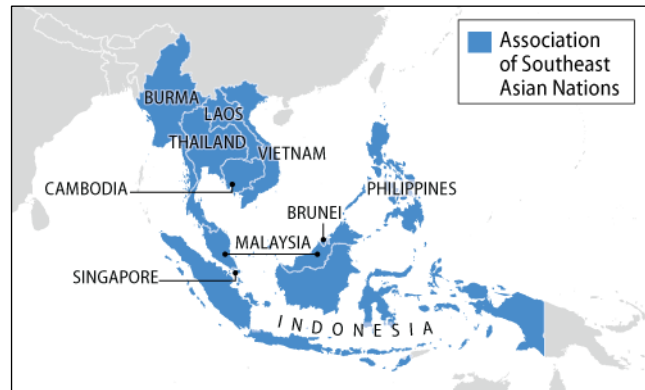 Association
of Southeast
Asian Nations
BURMA
LAOS
THAILAND
VIETNAM
CAMBODIA
PHILIPPINES
BRUNEI
MALAYSIA
SINGAPORE
INDONESIA